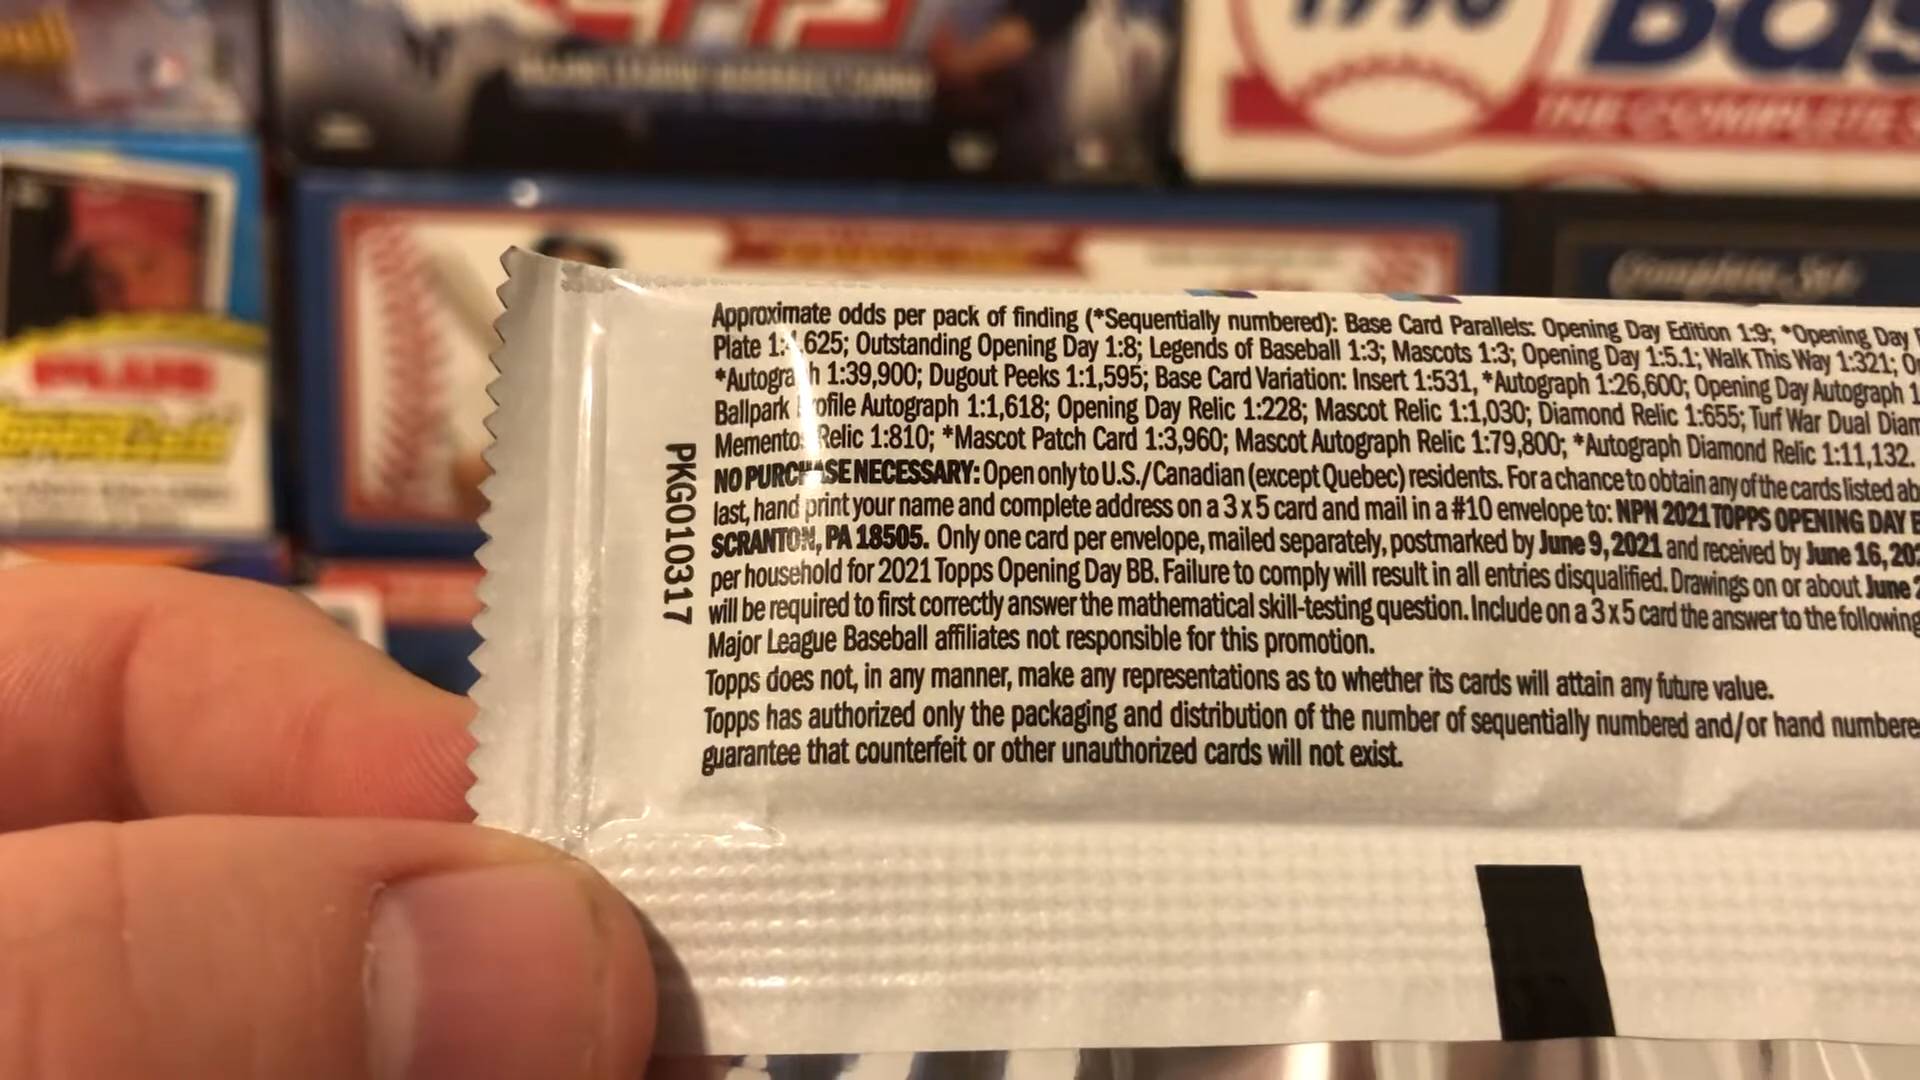 1990
Bas
THE COMPLETE S
Complete Set
Approximate odds per pack of finding (*Sequentially numbered): Base Card Parallels: Opening Day Edition 1:9; *Opening Day
Plate 625; Outstanding Opening Day 1:8; Legends of Baseball 1:3; Mascots 1:3; Opening Day 1:5.1; Walk This Way 1:321;
*Autograph 1:39,900; Dugout Peeks 1:1,595; Base Card Variation: Insert 1:531, *Autograph 1:26,600; Opening Day Autograph 1
Ballpark Profile Autograph 1:1,618; Opening Day Relic 1:228; Mascot Relic 1:1,030; Diamond Relic 1:655; Turf War Dual Diam
Memento Relic 1:810; *Mascot Patch Card 1:3,960; Mascot Autograph Relic 1:79,800; *Autograph Diamond Relic 1:11,132.
NO PURCHASE NECESSARY: Open only to U.S./Canadian (except Quebec) residents. For a chance to obtain any of the cards listed ab
last, hand print your name and complete address on a 3 x 5 card and mail in a #10 envelope to: NPN 2021 TOPPS OPENING DAY B
SCRANTON, PA 18505. Only one card per envelope, mailed separately, postmarked by June 9, 2021 and received by June 16, 202
per household for 2021 Topps Opening Day BB. Failure to comply will result in all entries disqualified. Drawings on or about June 2
will be required to first correctly answer the mathematical skill-testing question. Include on a 3 x 5 card the answer to the following
Major League Baseball affiliates not responsible for this promotion.
Topps does not, in any manner, make any representations as to whether its cards will attain any future value.
Topps has authorized only the packaging and distribution of the number of sequentially numbered and/or hand numbere
guarantee that counterfeit or other unauthorized cards will not exist.
PKG010317